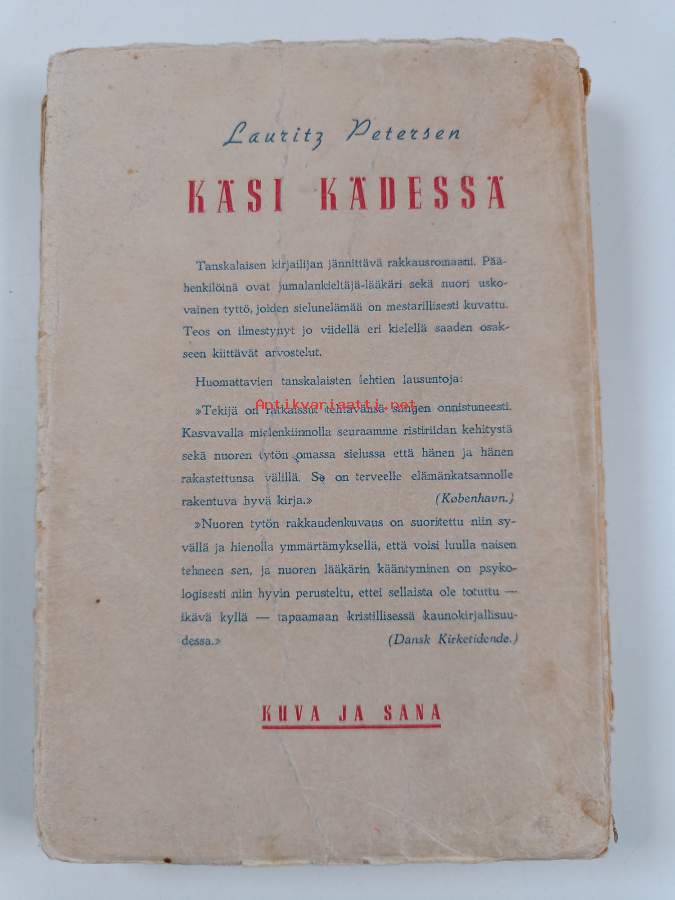 Lauritz Petersen
KÄSI KÄDESSÄ
Tanskalaisen kirjailijan jännittävä rakkausromaani. Pää-
henkilöinä ovat jumalankieltäjä-lääkäri sekä nuori usko-
vainen tyttö, joiden sielunelämää on mestarillisesti kuvattu.
Teos on ilmestynyt jo viidellä eri kielellä saaden osak-
seen kiittävät arvostelut.
Huomattavien tanskalaisten lehtien lausuntoja:
Antikvariaatti.net
»Tekijä on ratkaissut tehtävänsä sangen onnistuneesti.
Kasvavalla mielenkiinnolla seuraamme ristiriidan kehitystä
sekä nuoren tytön omassa sielussa että hänen ja hänen
rakastettunsa välillä. Se on terveelle elämänkatsannolle
rakentuva hyvä kirja.» (København.)
»Nuoren tytön rakkaudenkuvaus on suoritettu niin sy-
vällä ja hienolla ymmärtämyksellä, että voisi luulla naisen
tehneen sen, ja nuoren lääkärin kääntyminen on psyko-
logisesti niin hyvin perusteltu, ettei sellaista ole totuttu —
ikävä kyllä — tapaamaan kristillisessä kaunokirjallisuu-
dessa.» (Dansk Kirketidende.)
KUVA JA SANA